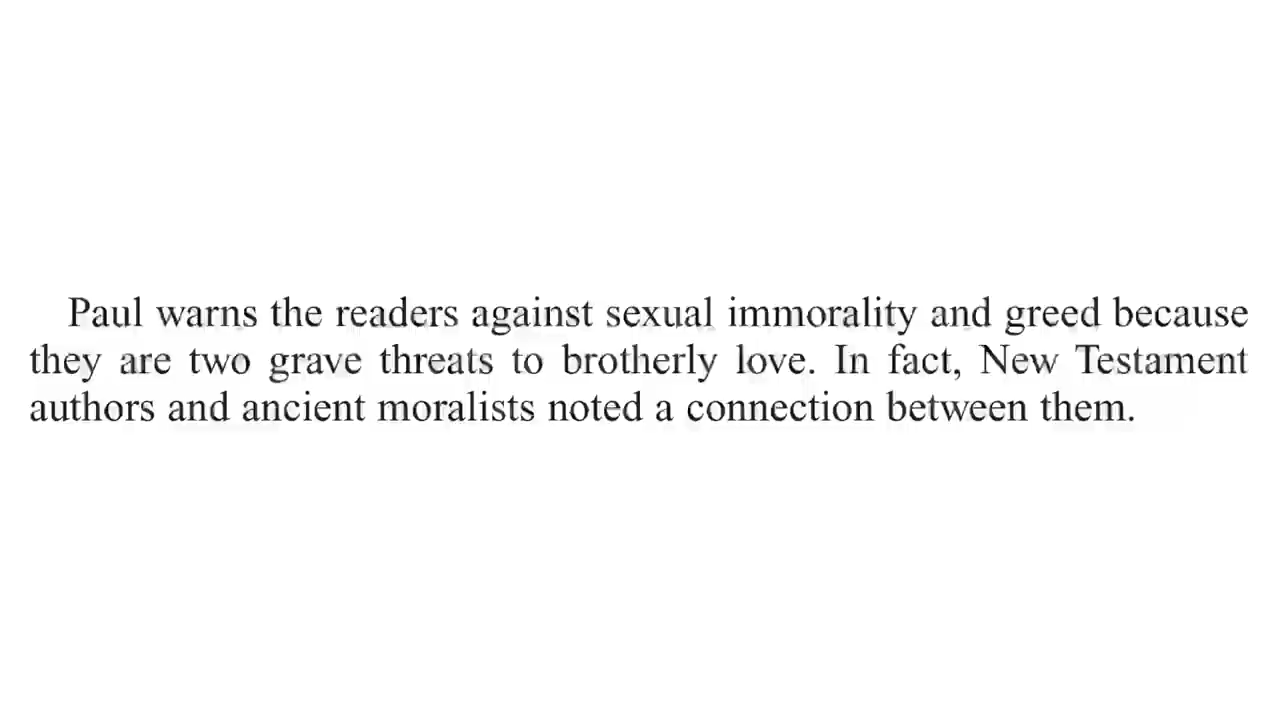 Paul warns the readers against sexual immorality and greed because
they are two grave threats to brotherly love. In fact, New Testament
authors and ancient moralists noted a connection between them.